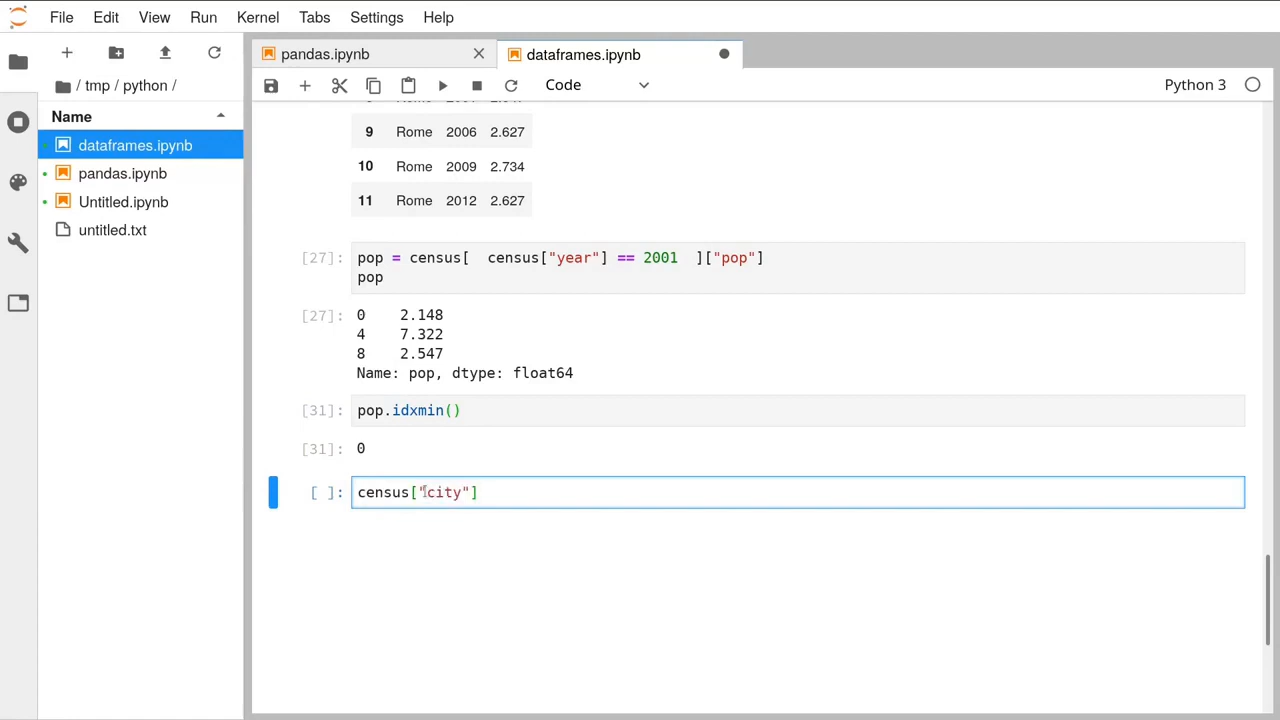 File Edit View Run Kernel Tabs Settings Help
pandas.ipynb dataframes.ipynb
Code Python 3
/ tmp / python /
Name
dataframes.ipynb
pandas.ipynb
Untitled.ipynb
untitled.txt
9 Rome 2006 2.627
10 Rome 2009 2.734
11 Rome 2012 2.627
[27]: pop = census[  census["year"] == 2001  ]["pop"]
pop
[27]: 0 2.148
4 7.322
8 2.547
Name: pop, dtype: float64
[31]: pop.idxmin()
[31]: 0
[ ]: census["city"]